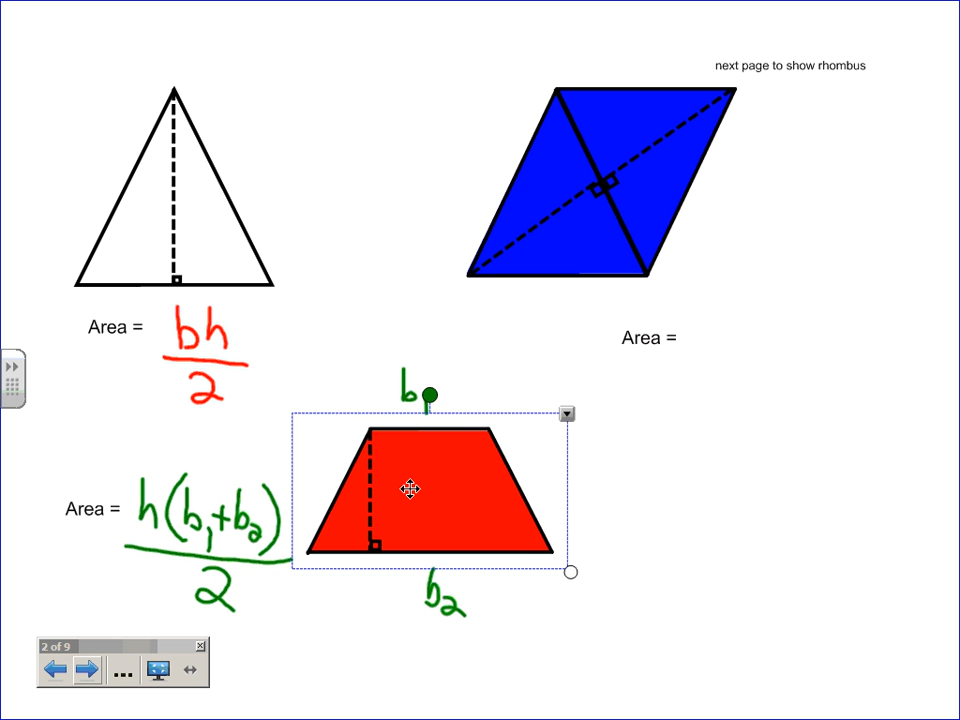 next page to show rhombus
Area = bh/2
Area =
b1
Area = h(b1+b2)/2
b2
2 of 9
...